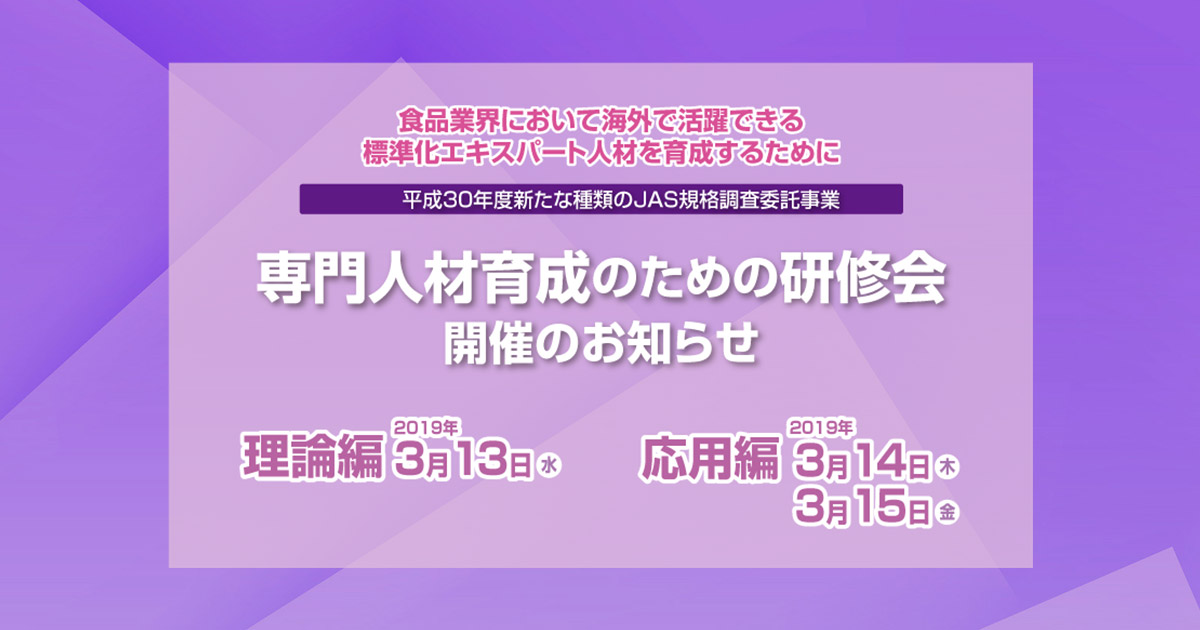 食品業界において海外で活躍できる
標準化エキスパート人材を育成するために
平成30年度新たな種類のJAS規格調査委託事業
専門人材育成のための研修会
開催のお知らせ
理論編 2019年 3月13日 水
応用編 2019年 3月14日 木
3月15日 金